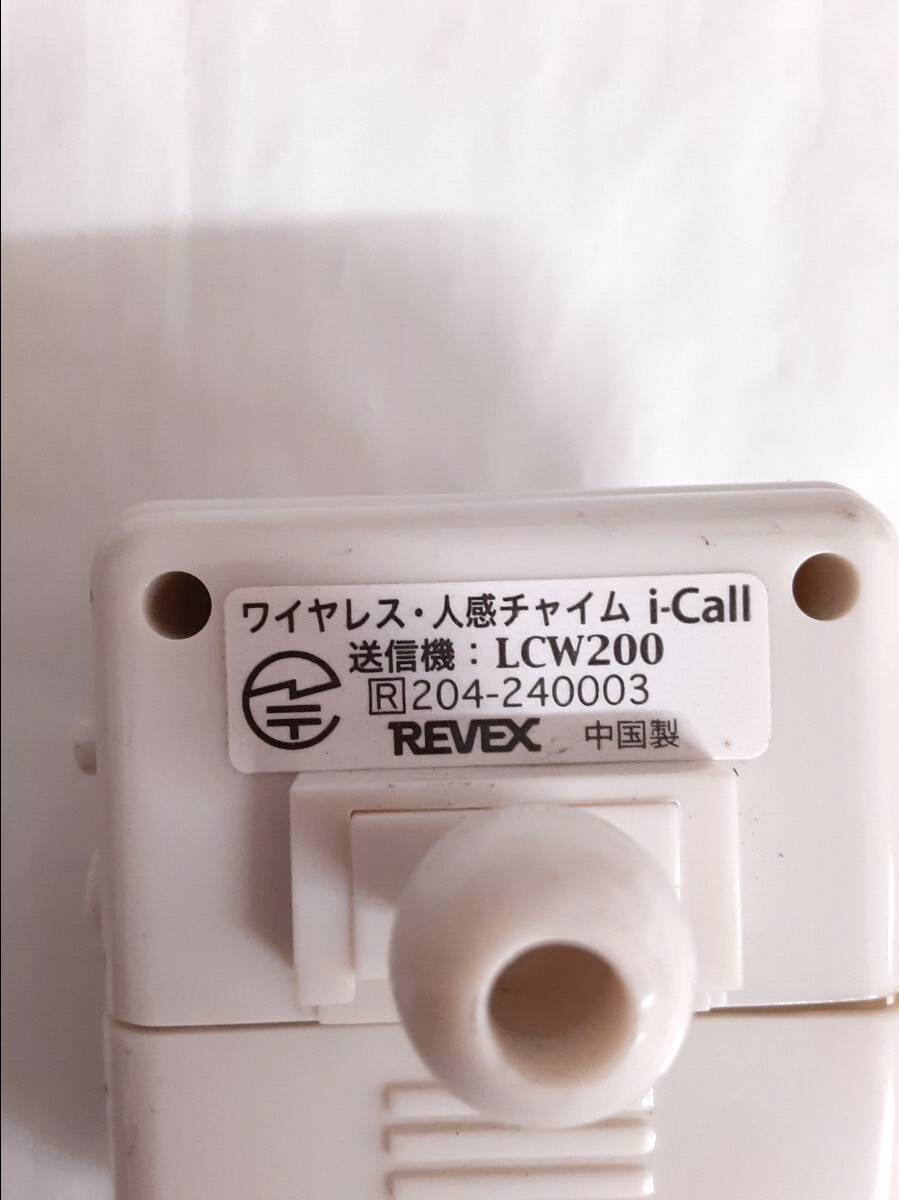 ワイヤレス・人感チャイム i-Call
送信機：LCW200
R 204-240003
REVEX 中国製